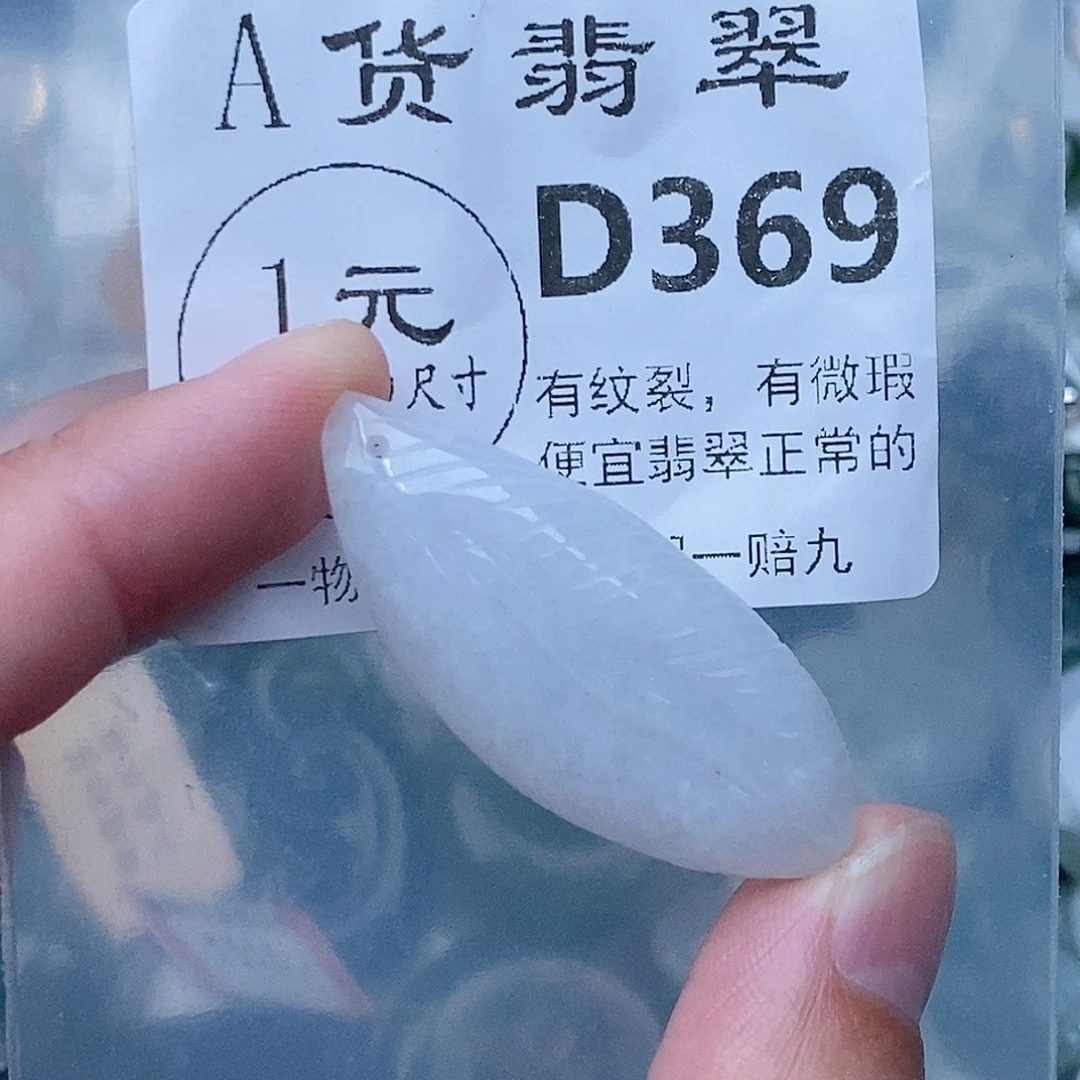 A货翡翠
D369
1元
尺寸
有纹裂，有微瑕
便宜翡翠正常的
一物
一赔九